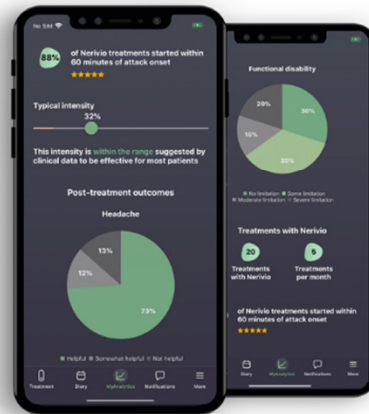 No SIM
88%
of Nerivio treatments started within
60 minutes of attack onset
Typical intensity
32%
This intensity is within the range suggested by
clinical data to be effective for most patients
Post-treatment outcomes
Headache
13%
12%
73%
Helpful Somewhat helpful Not helpful
Treatment Diary MyAnalytics Notifications More
Functional disability
20%
30%
15%
35%
No limitation Some limitation
Moderate limitation Severe limitation
Treatments with Nerivio
20
5
Treatments
with Nerivio
Treatments
per month
of Nerivio treatments started within
60 minutes of attack onset
Diary MyAnalytics Notifications More